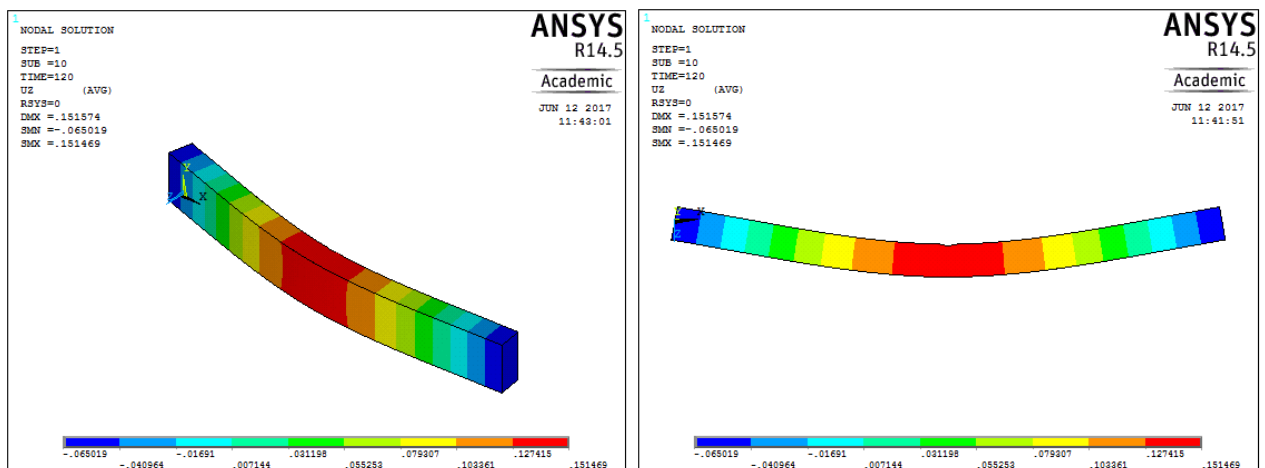 1
NODAL SOLUTION
STEP=1
SUB =10
TIME=120
UZ (AVG)
RSYS=0
DMX =.151574
SMN =-.065019
SMX =.151469
ANSYS
R14.5
Academic
JUN 12 2017
11:43:01
Y
Z X
-.065019 -.01691 .031198 .079307 .127415
-.040964 .007144 .055253 .103361 .151469
1
NODAL SOLUTION
STEP=1
SUB =10
TIME=120
UZ (AVG)
RSYS=0
DMX =.151574
SMN =-.065019
SMX =.151469
ANSYS
R14.5
Academic
JUN 12 2017
11:41:51
Y X
Z
-.065019 -.01691 .031198 .079307 .127415
-.040964 .007144 .055253 .103361 .151469